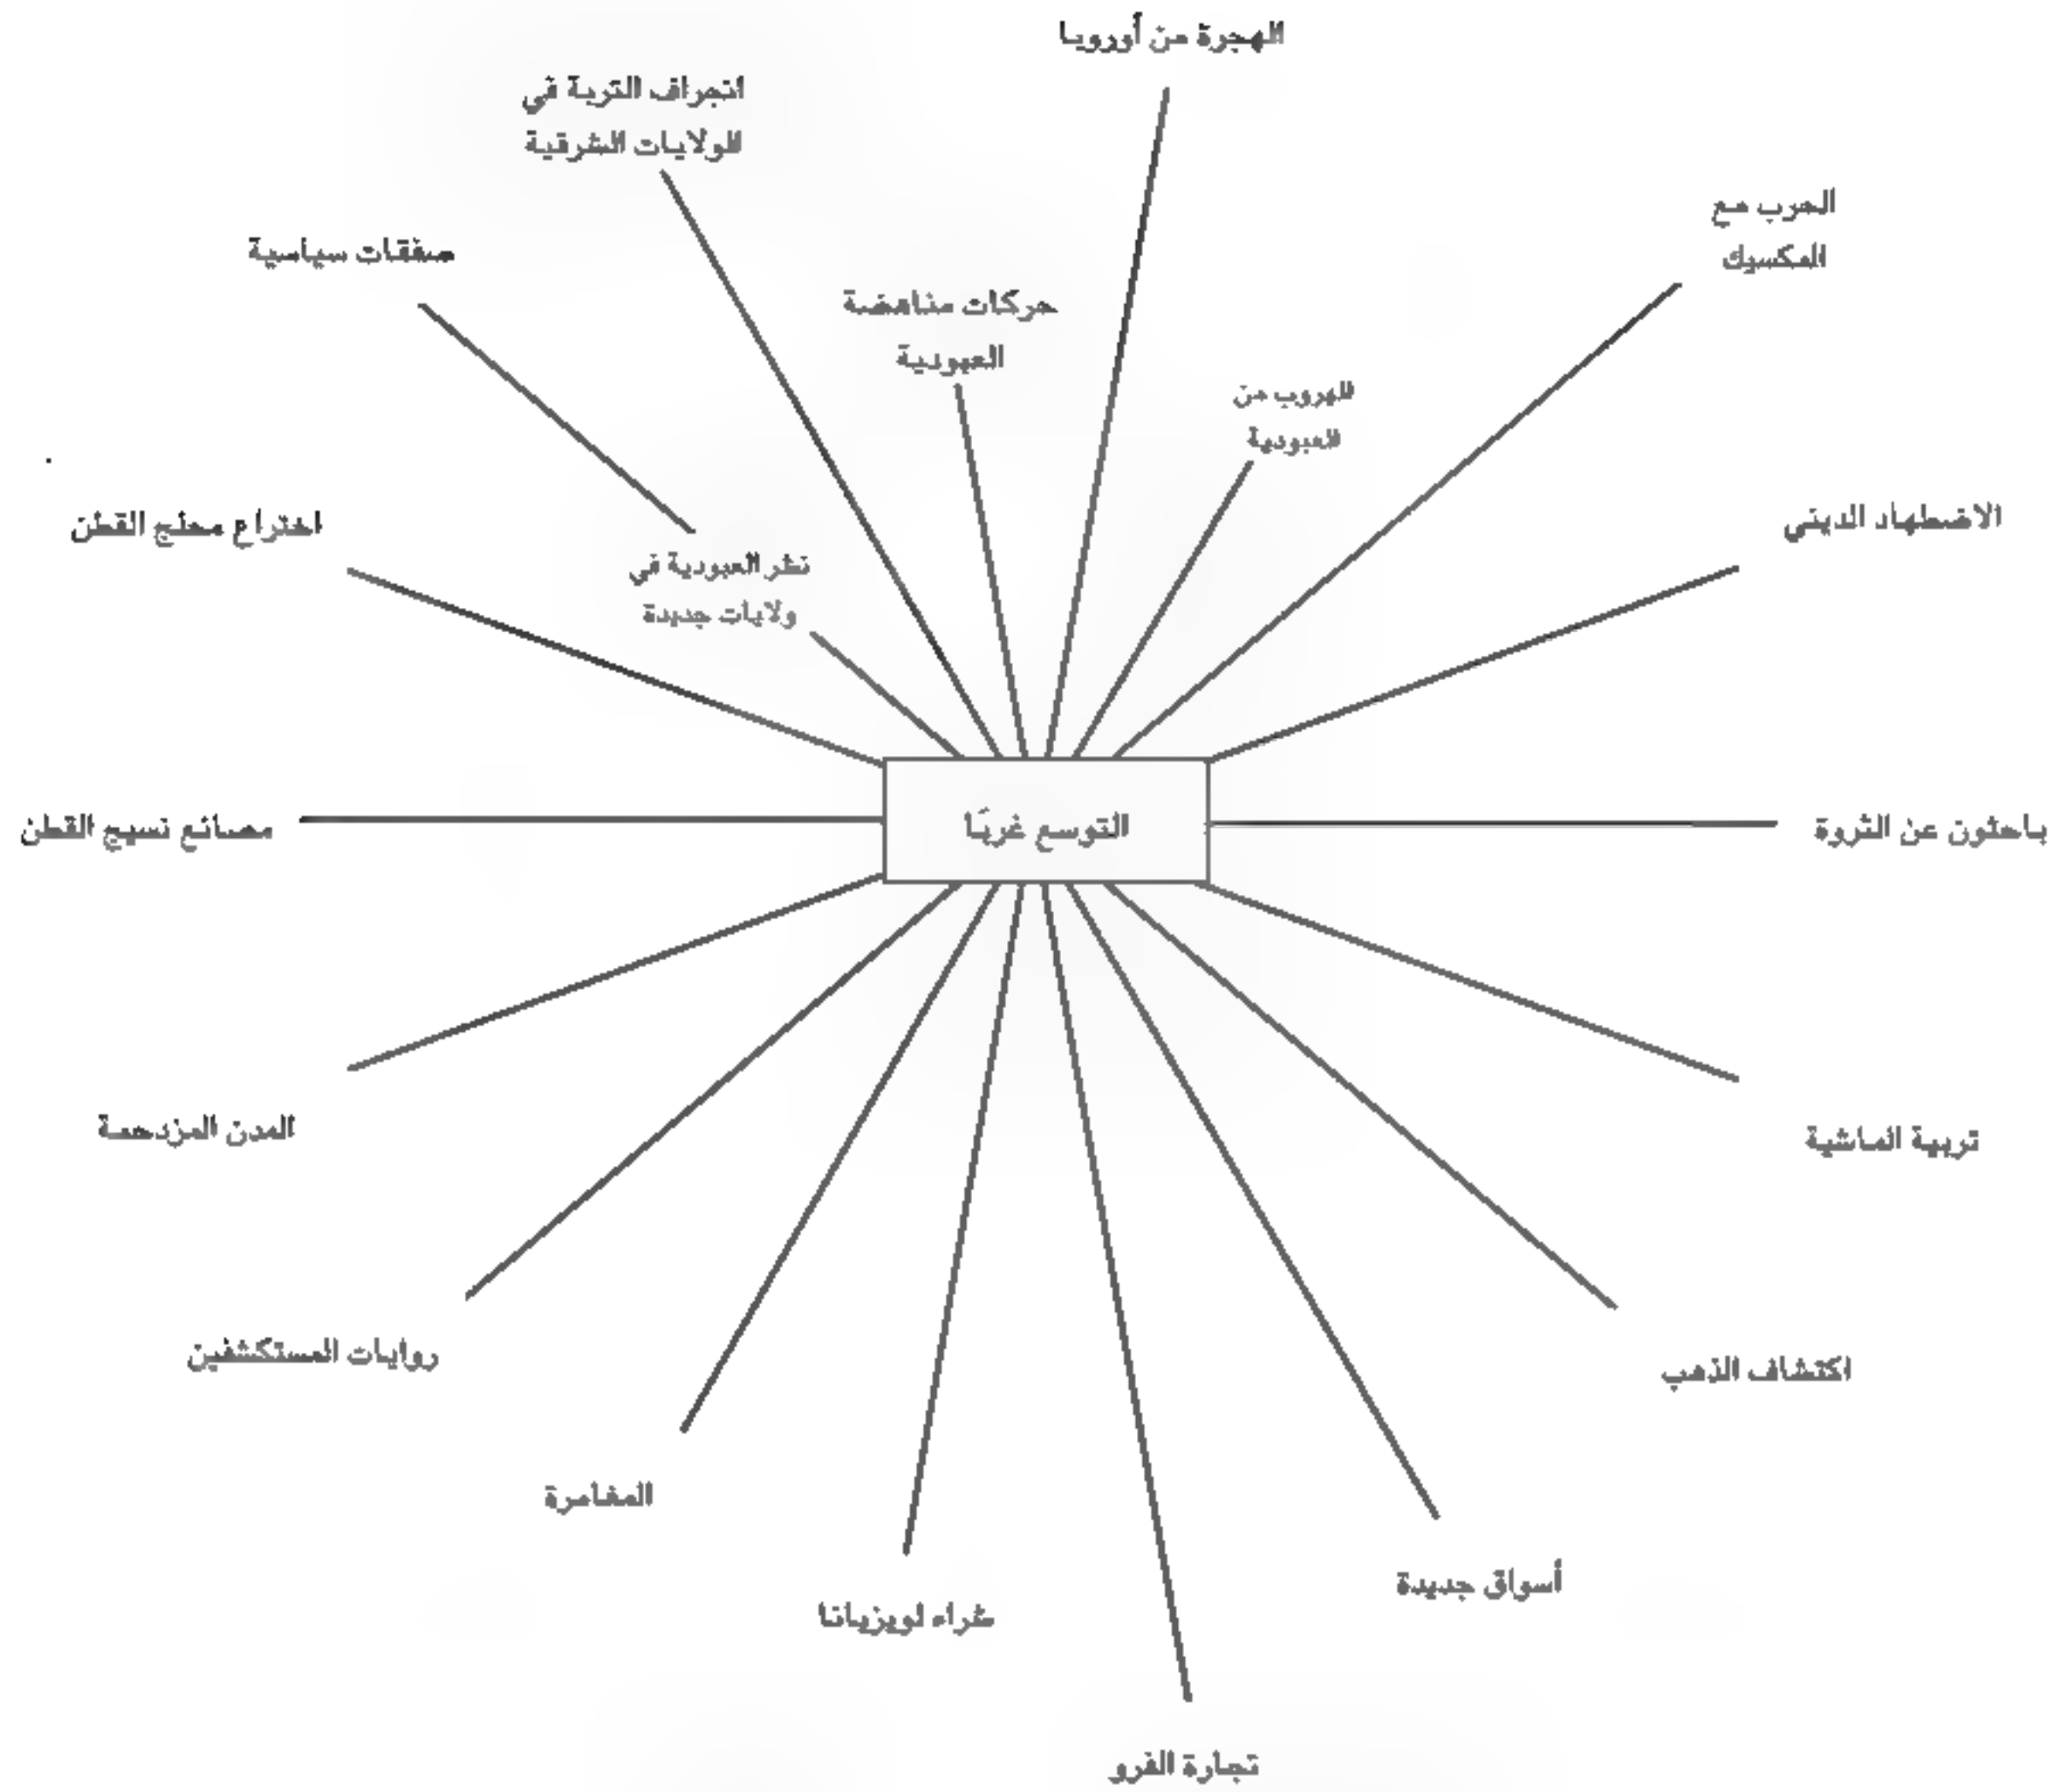 الهجرة من أوروبا
انجراف التربة في
الولايات الشرقية
الحرب مع
المكسيك
صفقات سياسية
حركات مناهضة
العبودية
الهروب من
العبودية
اختراع محلج القطن
الاضطهاد الديني
نشر العبودية في
ولايات جديدة
مصانع نسيج القطن
التوسع غربًا
باحثون عن الثروة
المدن المزدحمة
تربية الماشية
روايات المستكشفين
اكتشاف الذهب
المغامرة
أسواق جديدة
شراء لويزيانا
تجارة الفرو